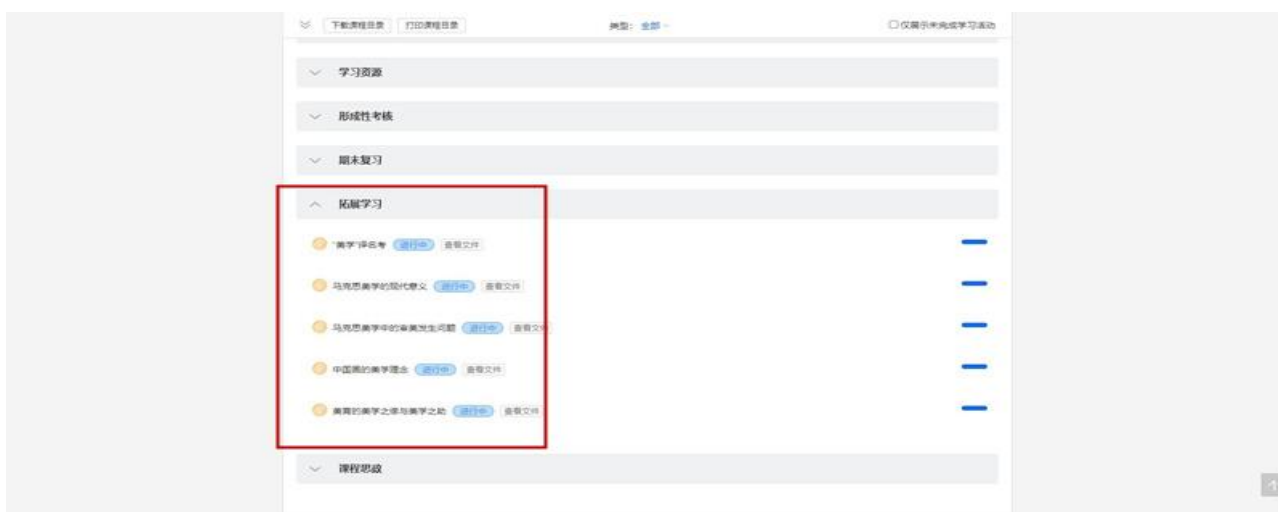 下载课程目录 打印课程目录 类型: 全部 仅展示未完成学习活动
学习资源
形成性考核
期末复习
拓展学习
“美学”译名考 进行中 查看文件
马克思美学的现代意义 进行中 查看文件
马克思美学中的审美发生问题 进行中 查看文件
中国画的美学理念 进行中 查看文件
美育的美学之维与美学之助 进行中 查看文件
课程思政